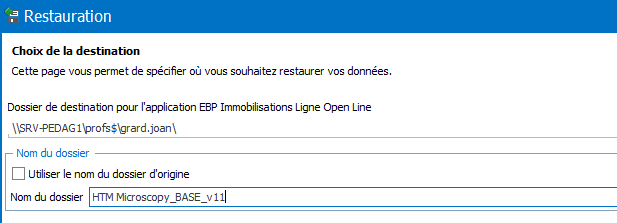 Restauration
Choix de la destination
Cette page vous permet de spécifier où vous souhaitez restaurer vos données.
Dossier de destination pour l'application EBP Immobilisations Ligne Open Line
\\SRV-PEDAG1\profs$\grard.joan\
Nom du dossier
Utiliser le nom du dossier d'origine
Nom du dossier HTM Microscopy_BASE_v11